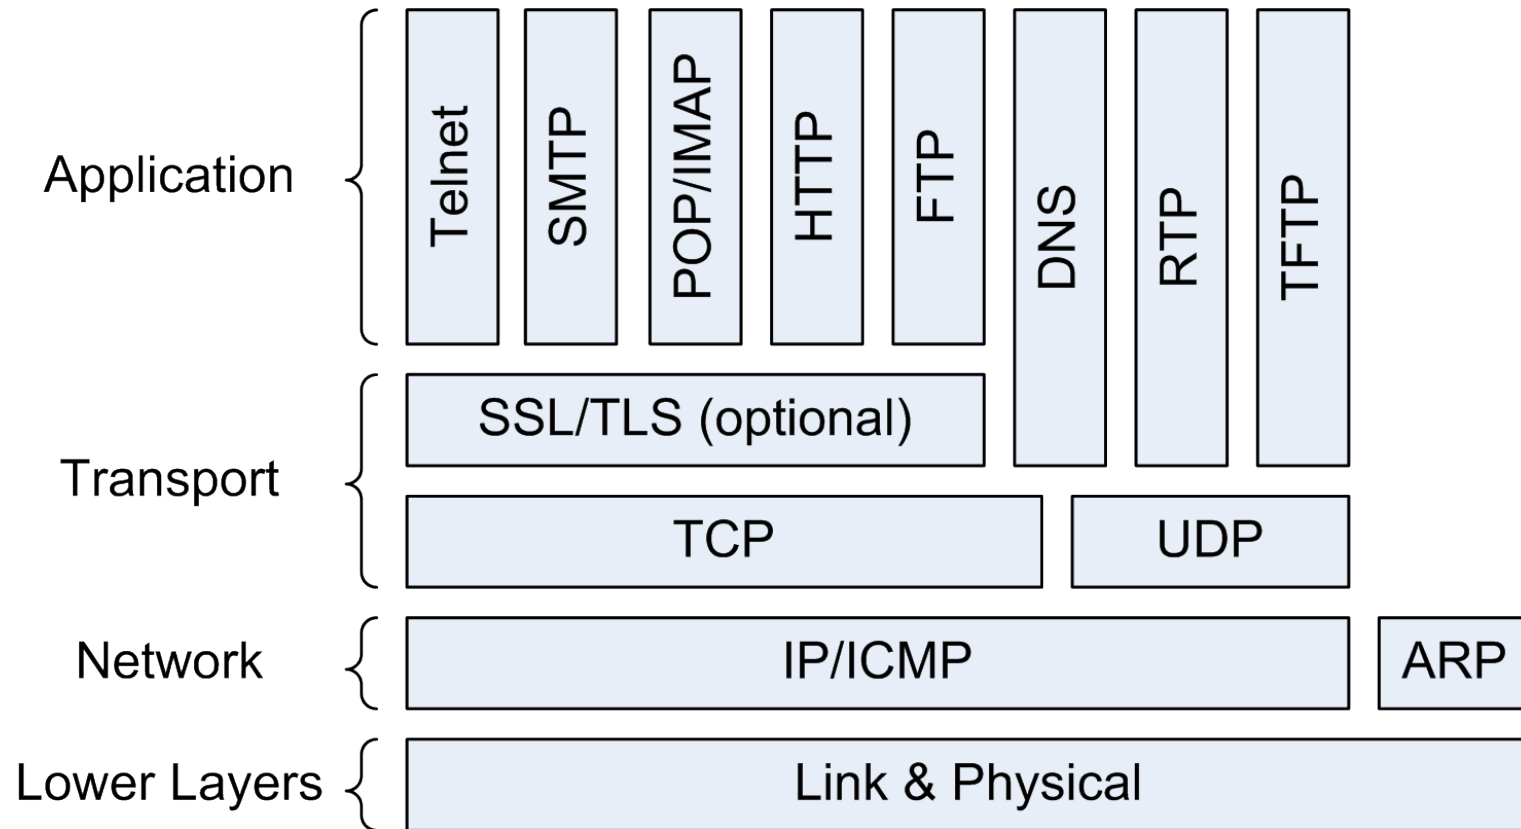 Application
Telnet
SMTP
POP/IMAP
HTTP
FTP
DNS
RTP
TFTP
Transport
SSL/TLS (optional)
TCP
UDP
Network
IP/ICMP
ARP
Lower Layers
Link & Physical